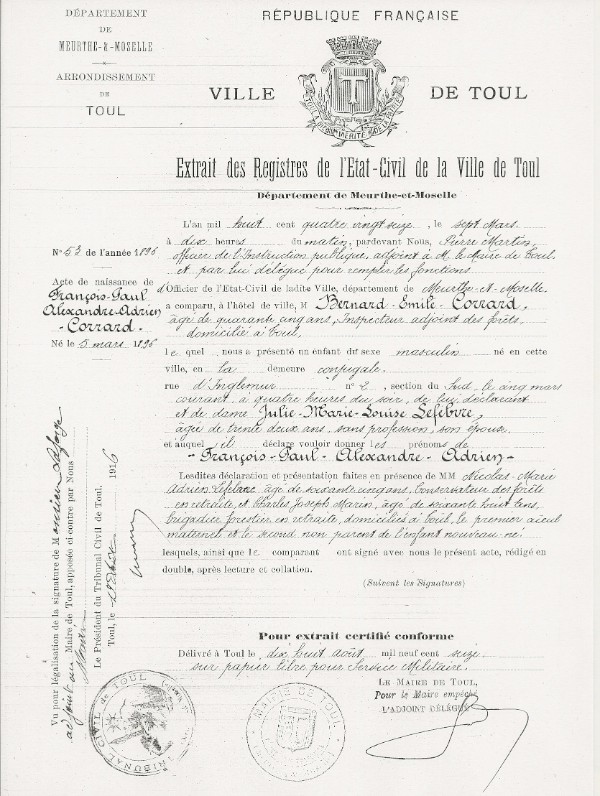 DÉPARTEMENT
DE
MEURTHE-&-MOSELLE
ARRONDISSEMENT
DE
TOUL
RÉPUBLIQUE FRANÇAISE
VILLE DE TOUL
Extrait des Registres de l'Etat-Civil de la Ville de Toul
Département de Meurthe-et-Moselle
N° 53 de l'année 1896
Acte de naissance de
François-Paul
Alexandre-Adrien
Corrard.
Né le 5 mars 1896
L'an mil huit cent quatre vingt seize, le sept Mars
à dix heures du matin, pardevant Nous, Pierre Martin,
officier de l'Instruction publique, adjoint à M. le Maire de Toul.
et par lui délégué pour remplir les fonctions
d'Officier de l'Etat-Civil de ladite Ville, département de Meurthe-et-Moselle.
a comparu, à l'hôtel de ville, M Bernard-Emile-Corrard,
âgé de quarante cinq ans, Inspecteur adjoint des forêts,
domicilié à Toul,
lequel nous a présenté un enfant du sexe masculin né en cette
ville, en la demeure conjugale.
rue d'Inglemur n° 2, section du Sud, le cinq mars
courant, à quatre heures du soir, de lui déclarant
et de dame Julie-Marie-Louise Lefebvre,
âgée de trente deux ans, sans profession, son épouse
et auquel il déclare vouloir donner les prénoms de
-François-Paul-Alexandre-Adrien-
Lesdites déclaration et présentation faites en présence de MM Nicolas-Marie
Adrien Lefebvre âgé de soixante cinq ans, Conservateur des forêts
en retraite, et Charles Joseph Marin, âgé de soixante huit ans,
brigadier forestier en retraite, domiciliés à Toul, le premier aïeul
maternel et le second non parent de l'enfant nouveau-né:
lesquels, ainsi que le comparant ont signé avec nous le présent acte, rédigé en
double, après lecture et collation.
(Suivent les Signatures)
Pour extrait certifié conforme
Délivré à Toul le dix huit août mil neuf cent seize
sur papier libre pour Service Militaire.
LE MAIRE DE TOUL,
Pour le Maire empêché
L'ADJOINT DÉLÉGUÉ
Vu pour légalisation de la signature de Monsieur
adjoint au Maire de Toul, apposée ci contre par Nous
Le Président du Tribunal Civil de Toul,
Toul, le 1916
TRIBUNAL CIVIL de TOUL
MAIRIE DE TOUL